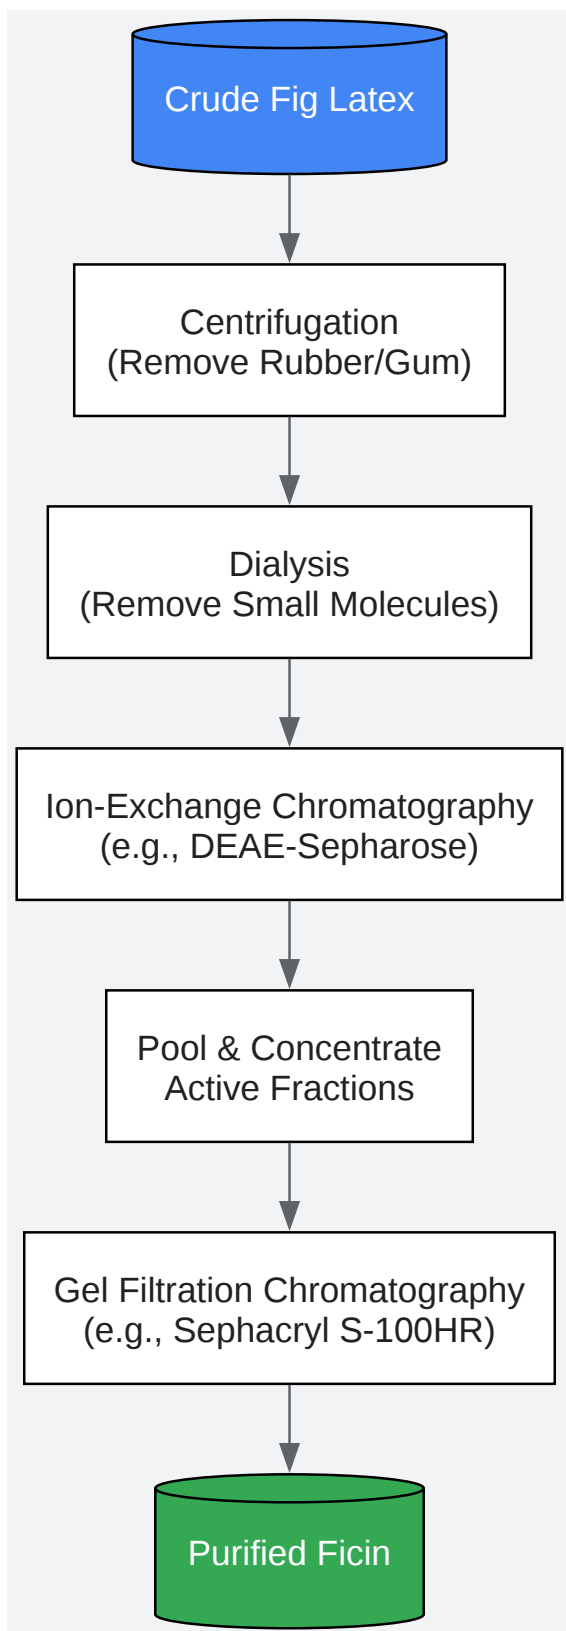 Crude Fig Latex
Centrifugation
(Remove Rubber/Gum)
Dialysis
(Remove Small Molecules)
Ion-Exchange Chromatography
(e.g., DEAE-Sepharose)
Pool & Concentrate
Active Fractions
Gel Filtration Chromatography
(e.g., Sephacryl S-100HR)
Purified Ficin